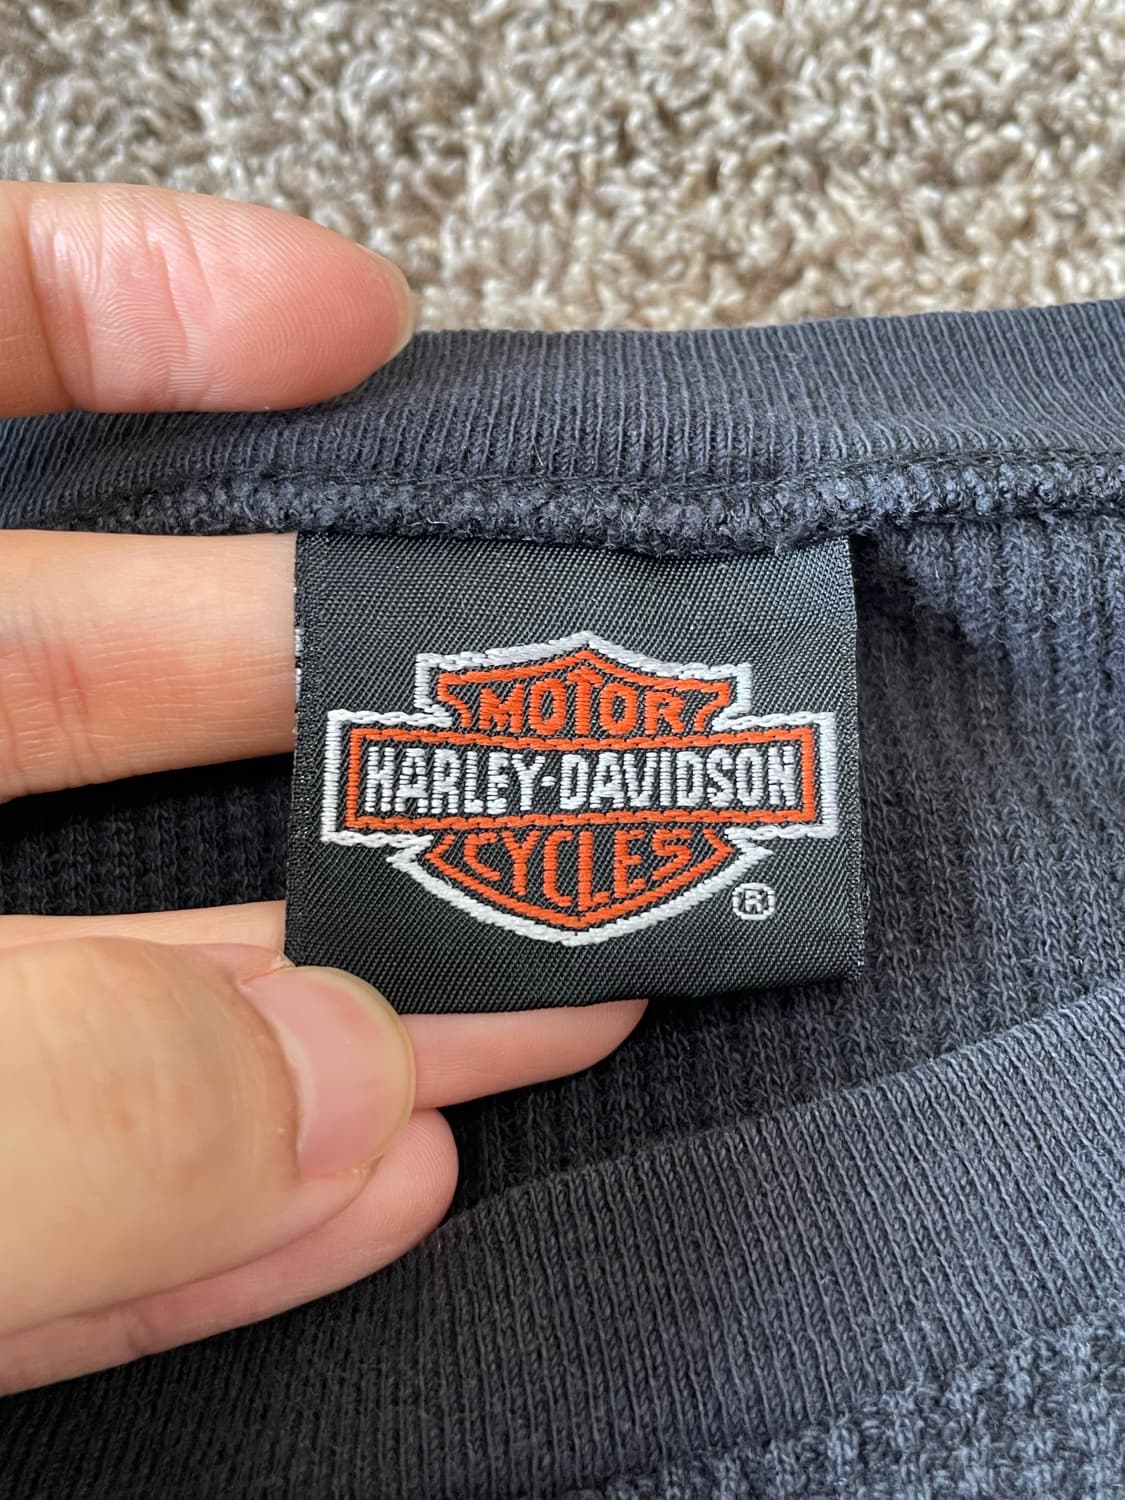 MOTOR
HARLEY-DAVIDSON
CYCLES
®